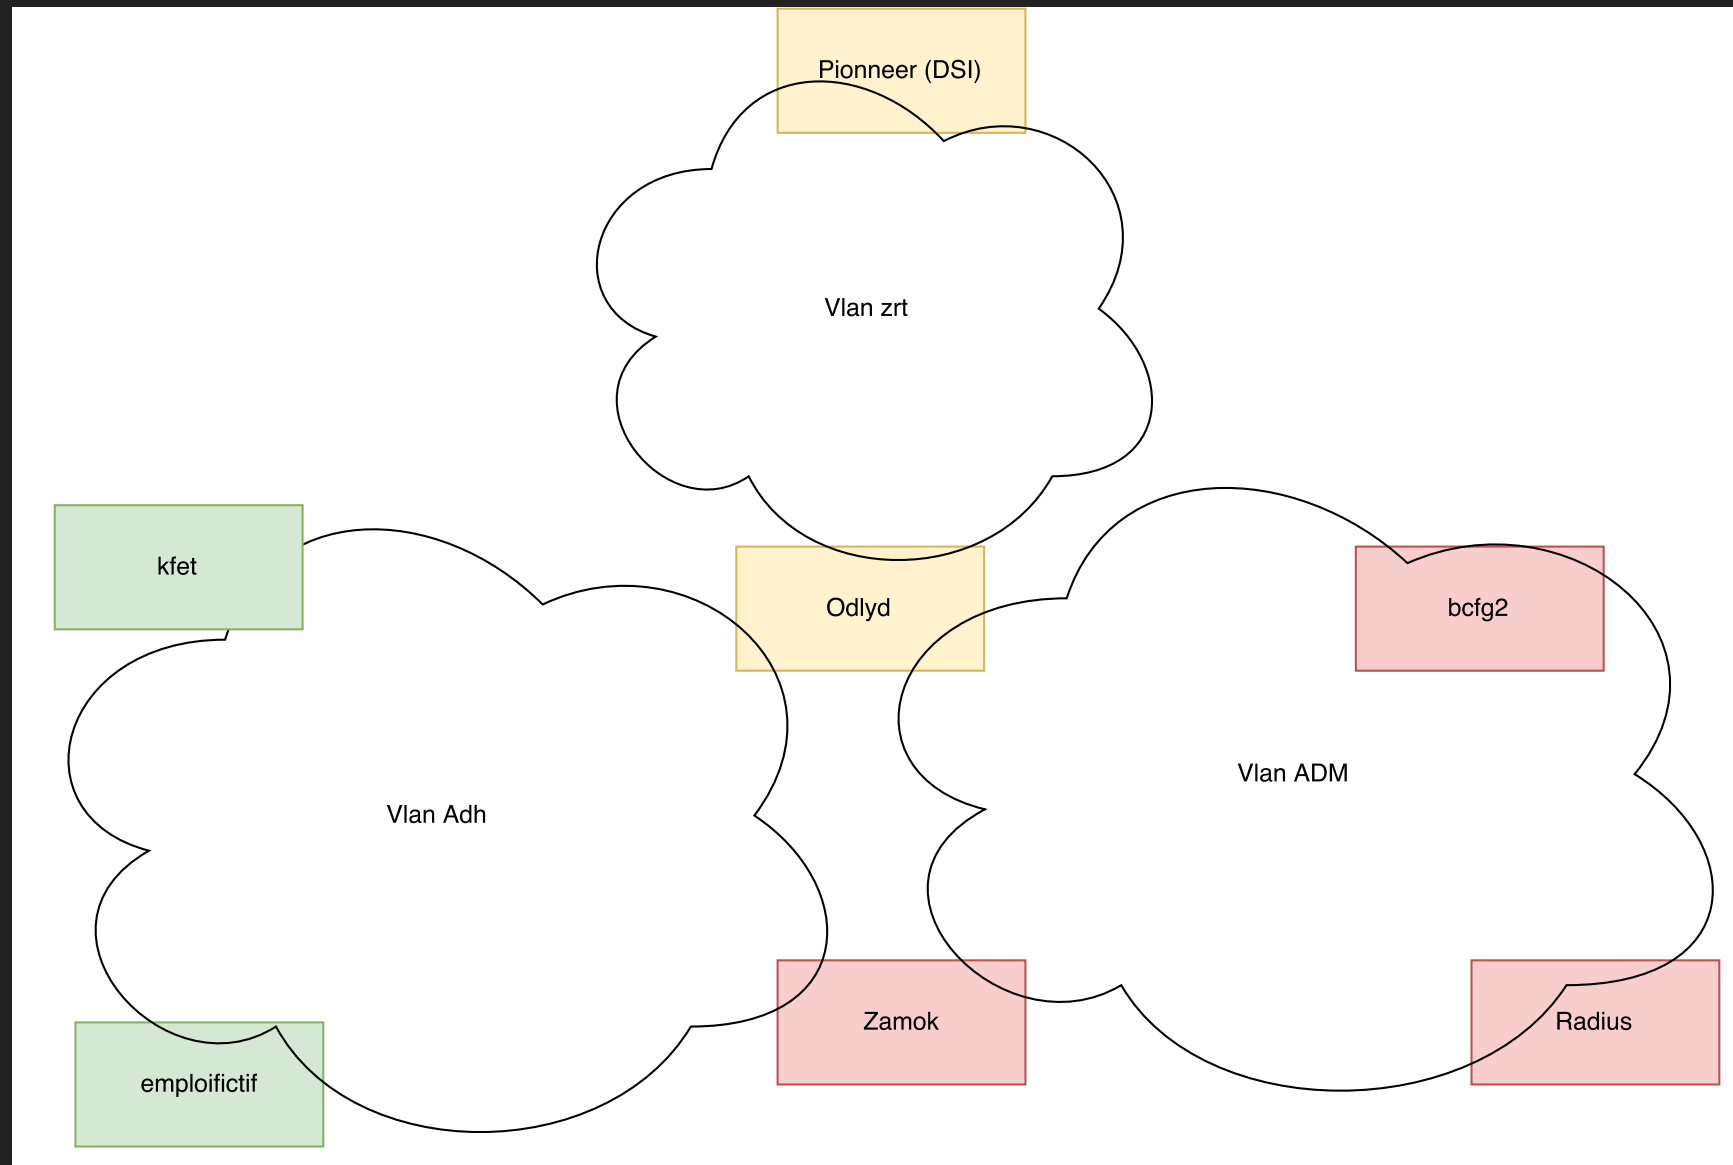 Pionneer (DSI)
Vlan zrt
kfet
Odlyd
bcfg2
Vlan Adh
Vlan ADM
emploifictif
Zamok
Radius